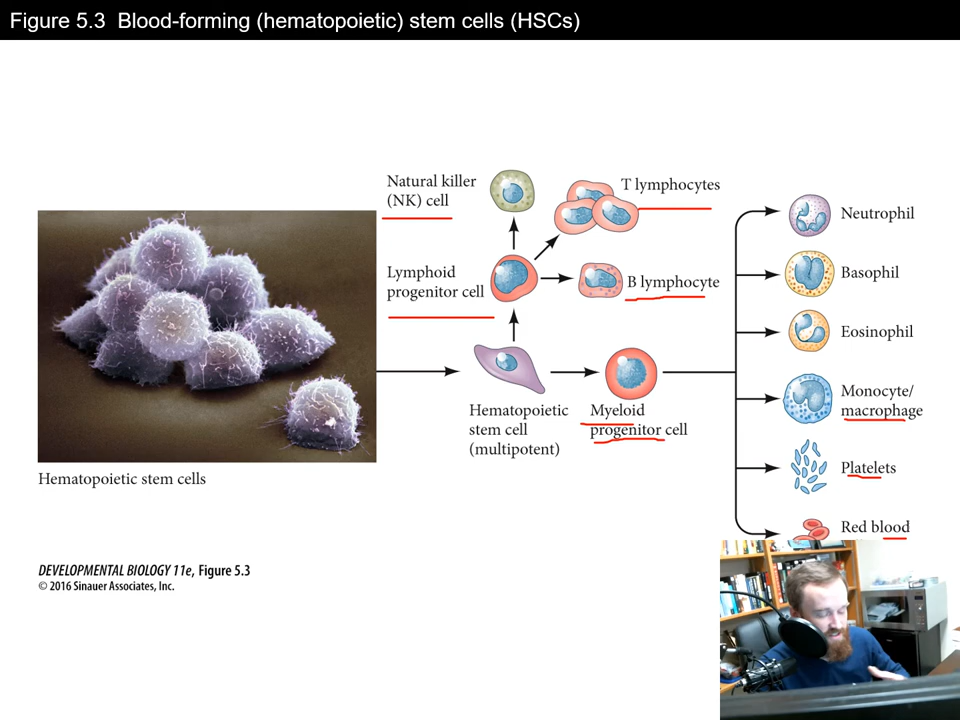 Figure 5.3 Blood-forming (hematopoietic) stem cells (HSCs)
Natural killer
(NK) cell
T lymphocytes
Lymphoid
progenitor cell
B lymphocyte
Hematopoietic
stem cell
(multipotent)
Myeloid
progenitor cell
Neutrophil
Basophil
Eosinophil
Monocyte/
macrophage
Platelets
Red blood
Hematopoietic stem cells
DEVELOPMENTAL BIOLOGY 11e, Figure 5.3
© 2016 Sinauer Associates, Inc.